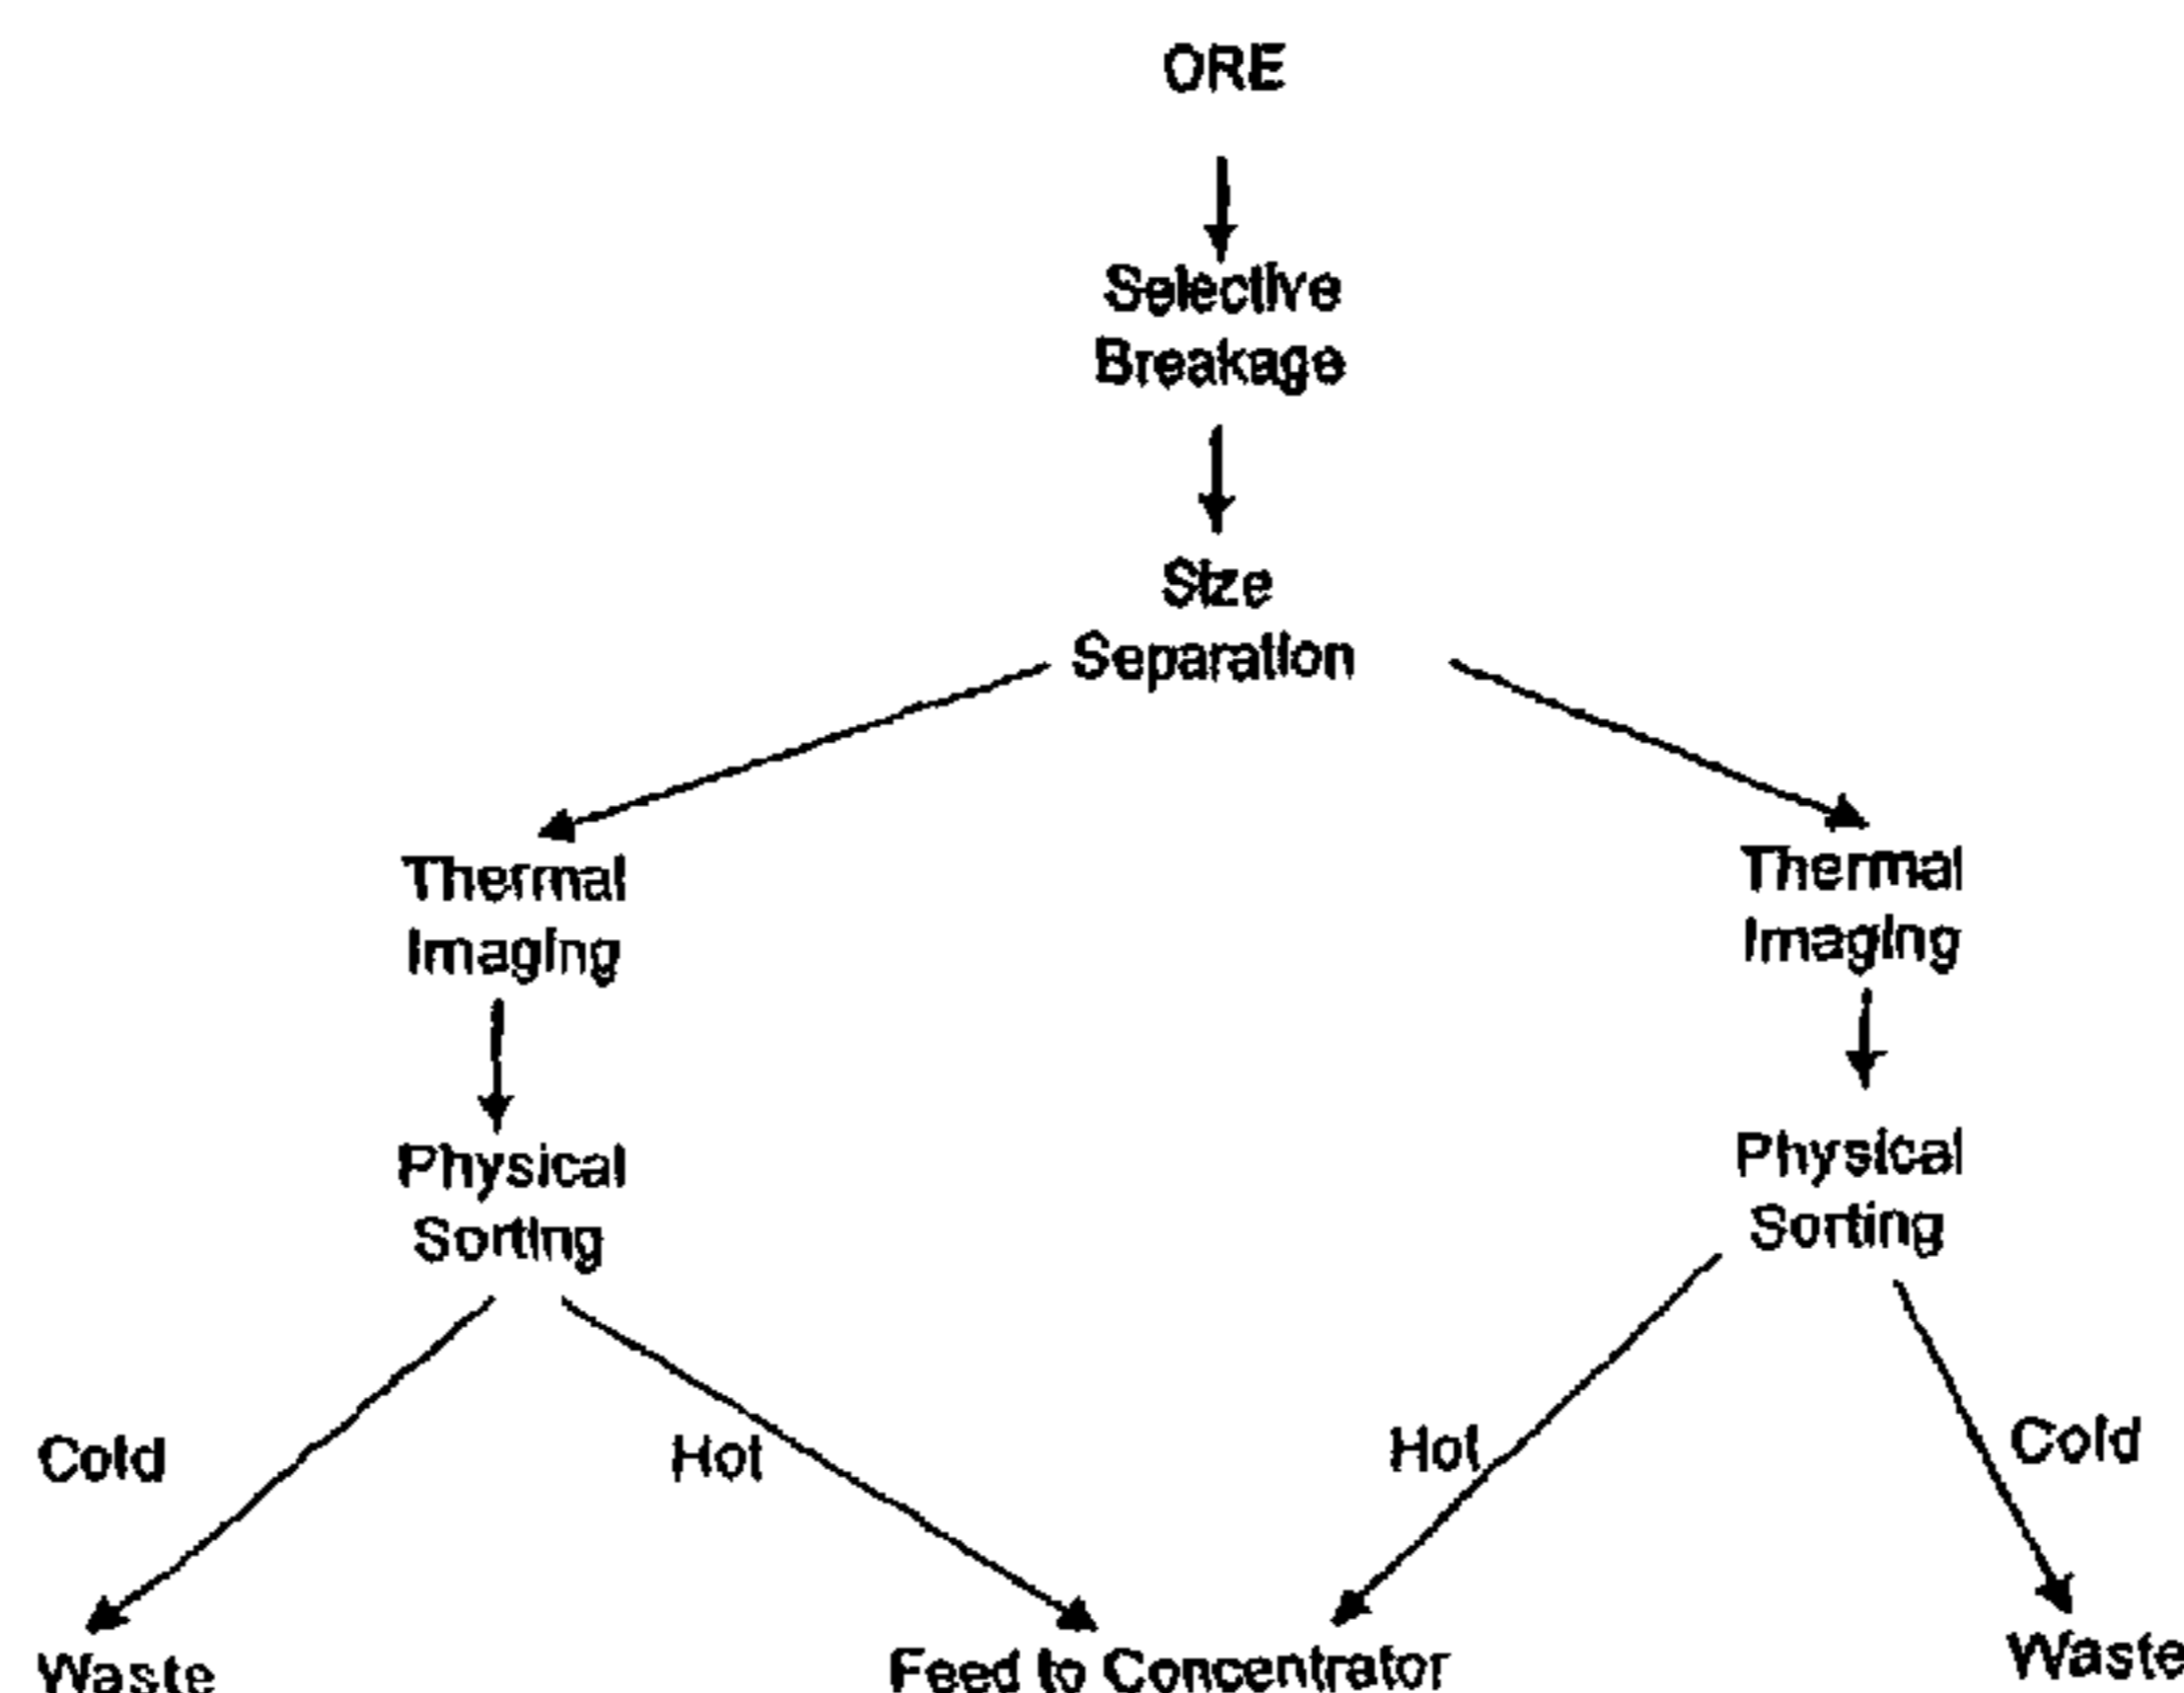 ORE
Selective
Breakage
Size
Separation
Thermal
Imaging
Thermal
Imaging
Physical
Sorting
Physical
Sorting
Cold
Hot
Hot
Cold
Waste
Feed to Concentrator
Waste